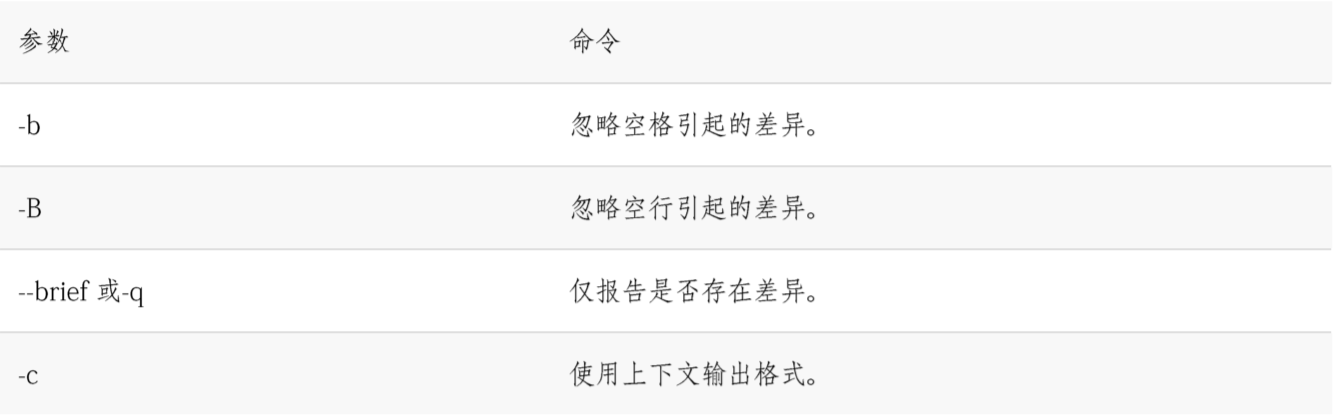 参数 命令
-b 忽略空格引起的差异。
-B 忽略空行引起的差异。
--brief 或-q 仅报告是否存在差异。
-c 使用上下文输出格式。